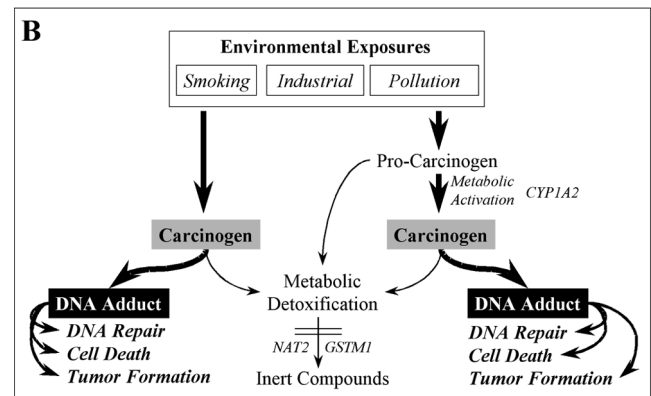 B
Environmental Exposures
Smoking Industrial Pollution
Pro-Carcinogen
Metabolic
Activation
CYP1A2
Carcinogen Carcinogen
Metabolic
Detoxification
DNA Adduct DNA Adduct
DNA Repair DNA Repair
NAT2 GSTM1
Cell Death Cell Death
Tumor Formation Inert Compounds Tumor Formation